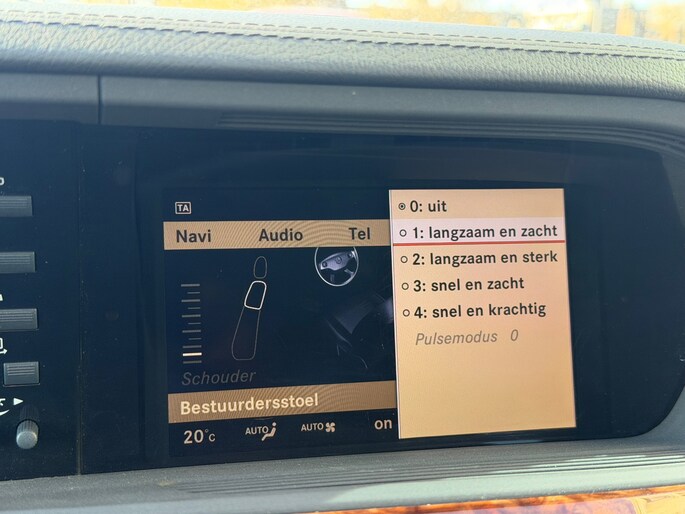 TA
Navi Audio Tel
Schouder
Bestuurdersstoel
20°C AUTO AUTO on
0: uit
1: langzaam en zacht
2: langzaam en sterk
3: snel en zacht
4: snel en krachtig
Pulsemodus 0